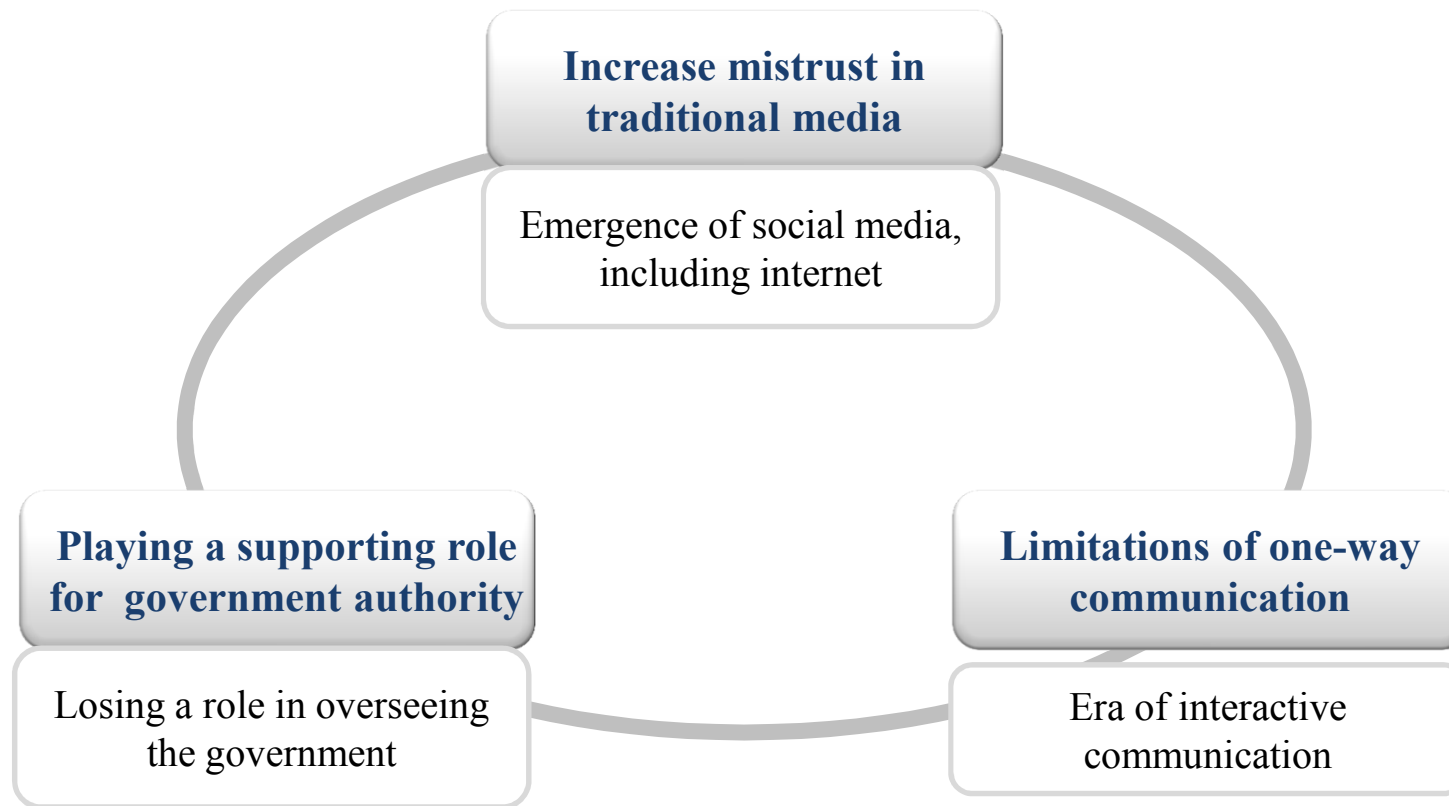 Increase mistrust in
traditional media
Emergence of social media,
including internet
Playing a supporting role
for government authority
Losing a role in overseeing
the government
Limitations of one-way
communication
Era of interactive
communication